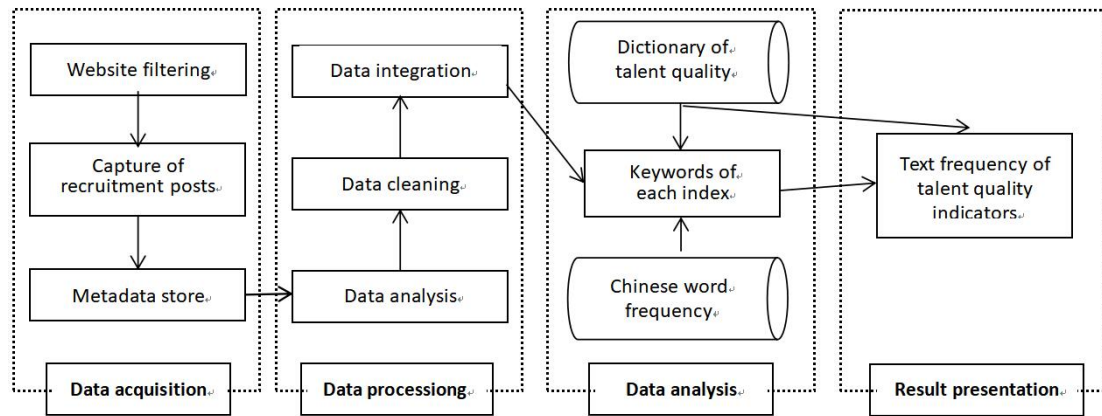 Website filtering
Capture of
recruitment posts
Metadata store
Data acquisition
Data integration
Data cleaning
Data analysis
Data processiong
Dictionary of
talent quality
Keywords of
each index
Chinese word
frequency
Data analysis
Text frequency of
talent quality
indicators
Result presentation